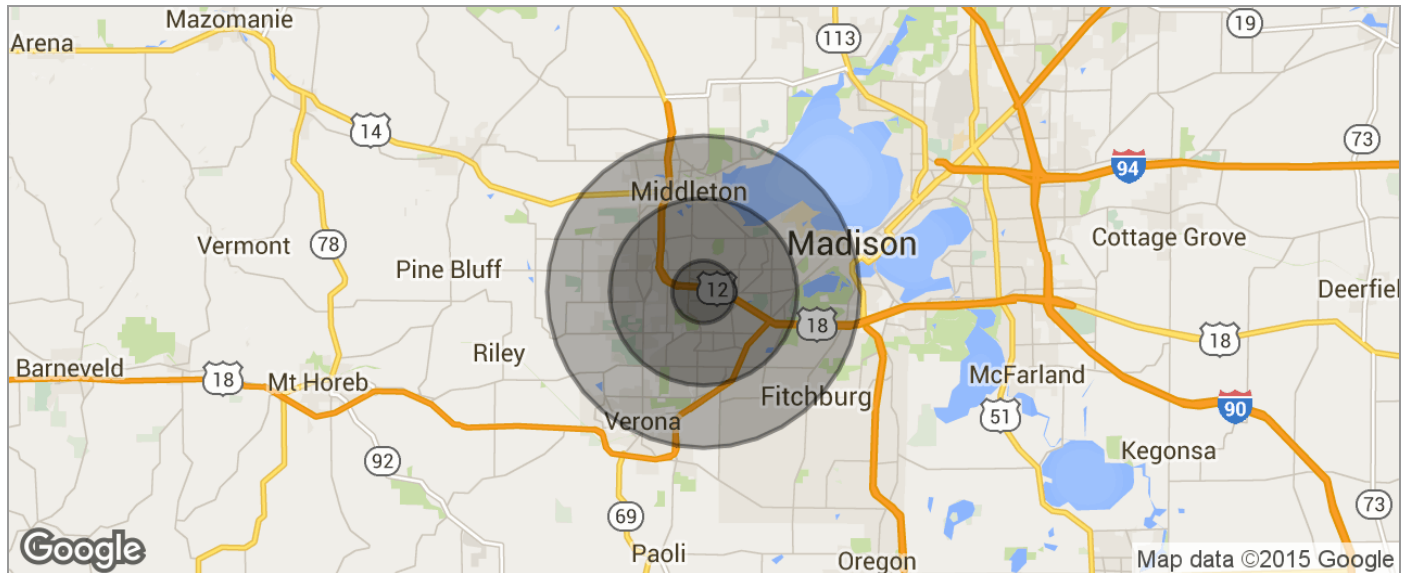 Mazomanie
19
Arena
113
14
73
94
Middleton
Madison
Cottage Grove
Vermont
78
Pine Bluff
12
Deerfiel
18
18
Riley
Barneveld
18
Mt Horeb
McFarland
Fitchburg
51
90
Verona
Kegonsa
92
73
69
Paoli
Oregon
Google
Map data ©2015 Google